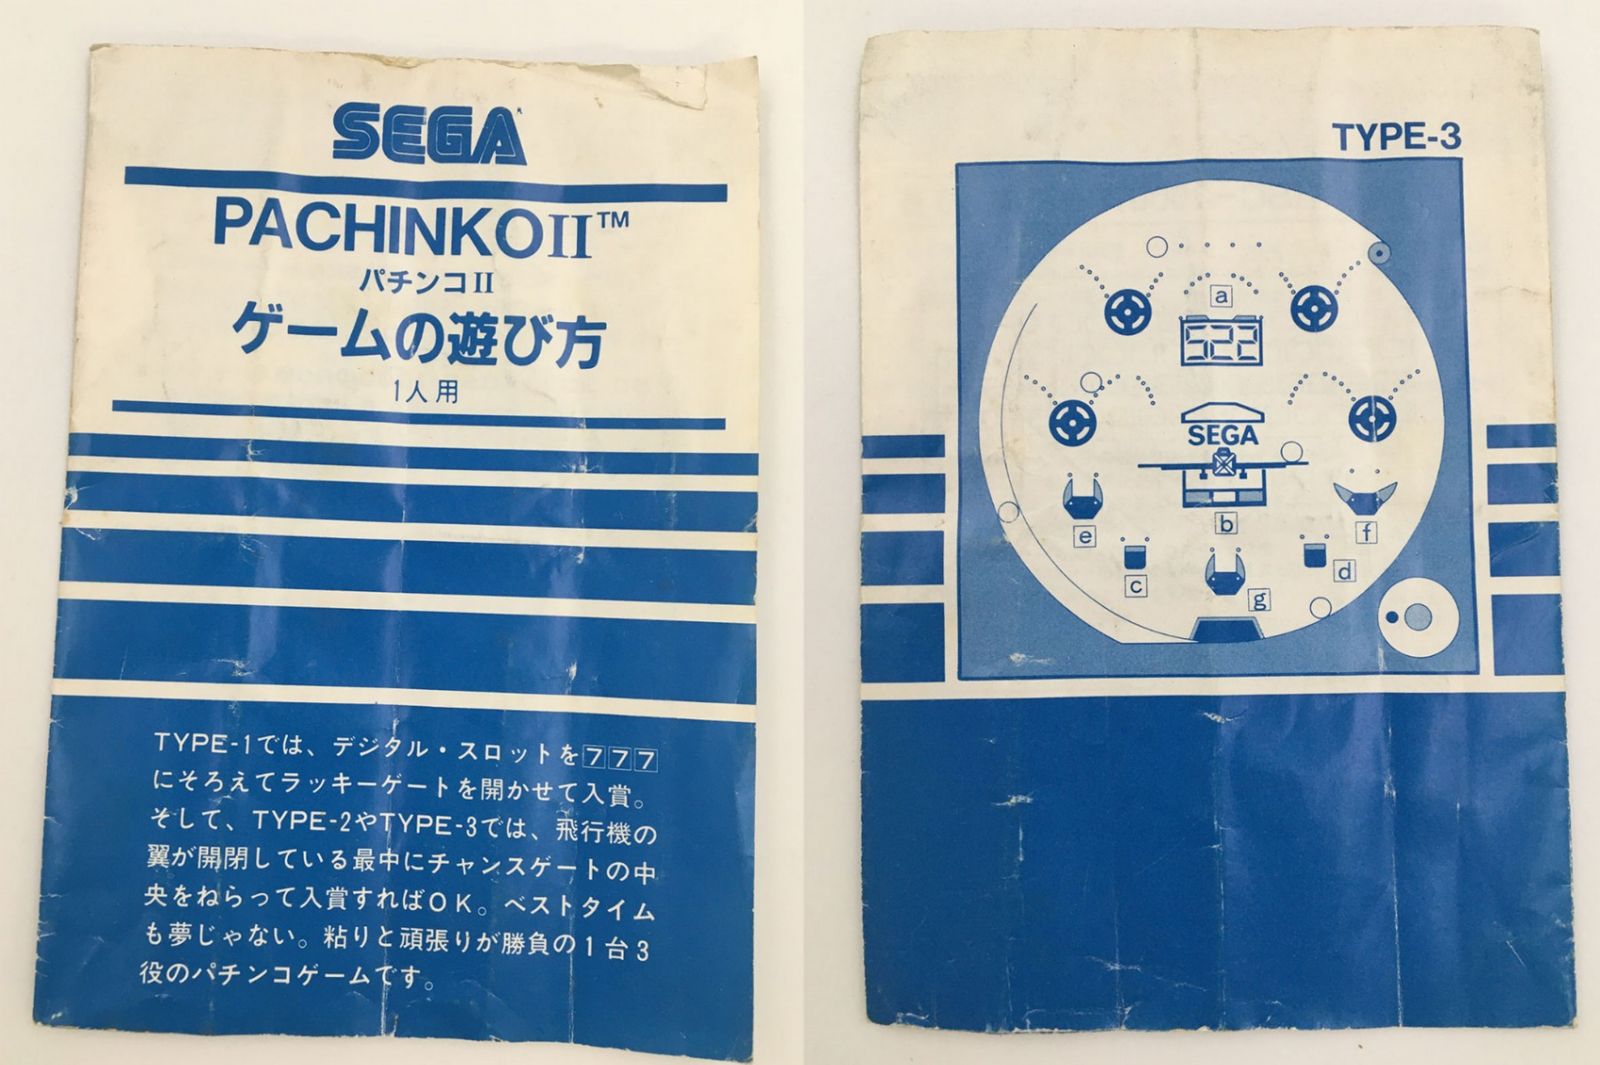 SEGA
PACHINKOII™
パチンコII
ゲームの遊び方
1人用
TYPE-1では、デジタル・スロットを777
にそろえてラッキーゲートを開かせて入賞。
そして、TYPE-2やTYPE-3では、飛行機の
翼が開閉している最中にチャンスゲートの中
央をねらって入賞すればOK。ベストタイム
も夢じゃない。粘りと頑張りが勝負の1台3
役のパチンコゲームです。
TYPE-3
a
522
SEGA
b
e
f
c
d
g